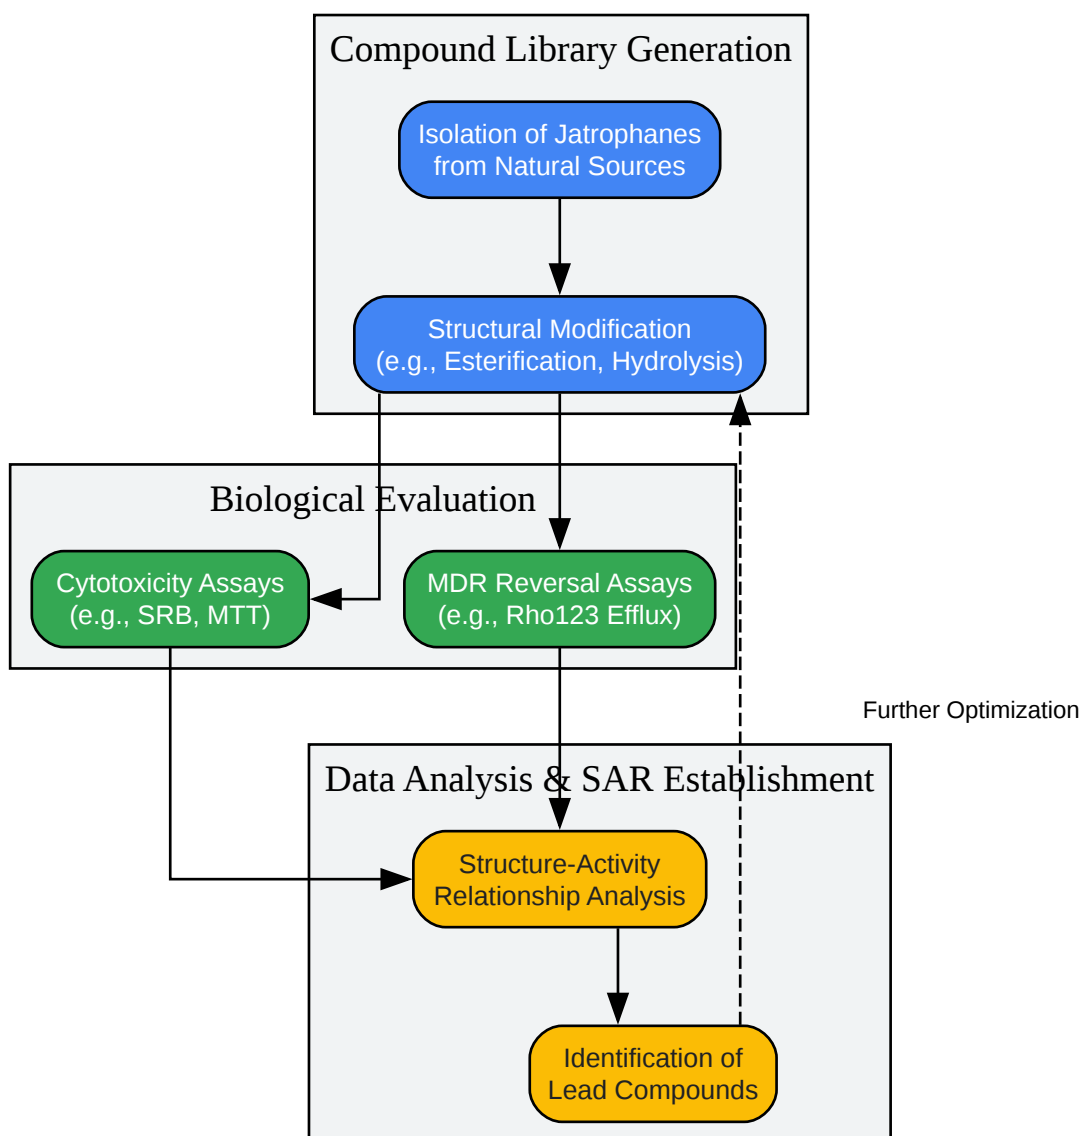 Compound Library Generation
Isolation of Jatrophanes
from Natural Sources
Structural Modification
(e.g., Esterification, Hydrolysis)
Biological Evaluation
Cytotoxicity Assays
(e.g., SRB, MTT)
MDR Reversal Assays
(e.g., Rho123 Efflux)
Further Optimization
Data Analysis & SAR Establishment
Structure-Activity
Relationship Analysis
Identification of
Lead Compounds